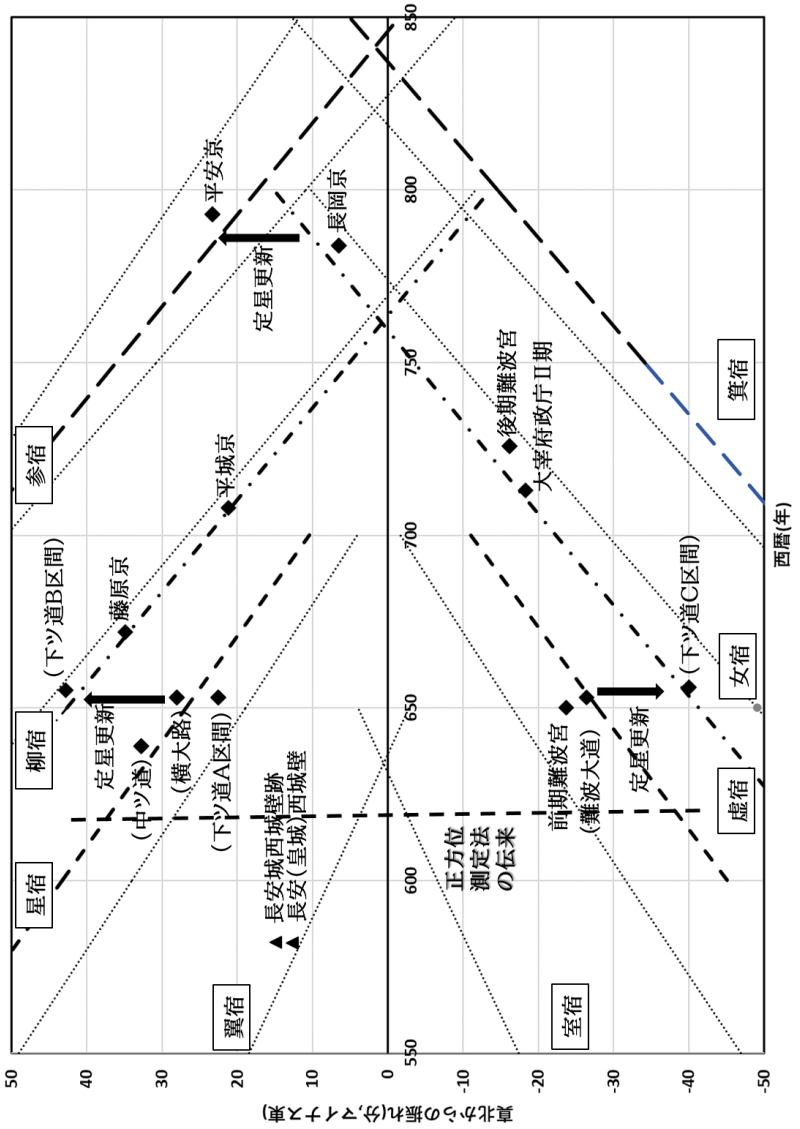 真北からの振れ(分,マイナス東)
50
40
30
20
10
0
-10
-20
-30
-40
-50
550
600
650
700
750
800
850
西暦(年)
星宿
柳宿
参宿
翼宿
室宿
虚宿
女宿
箕宿
(下ツ道B区間)
藤原京
定星更新
(中ツ道)
(横大路)
(下ツ道A区間)
長安城西城壁跡
長安(皇城)西城壁
平城京
平安京
定星更新
長岡京
正方位
測定法
の伝来
前期難波宮
(難波大道)
定星更新
(下ツ道C区間)
後期難波宮
大宰府政庁Ⅱ期